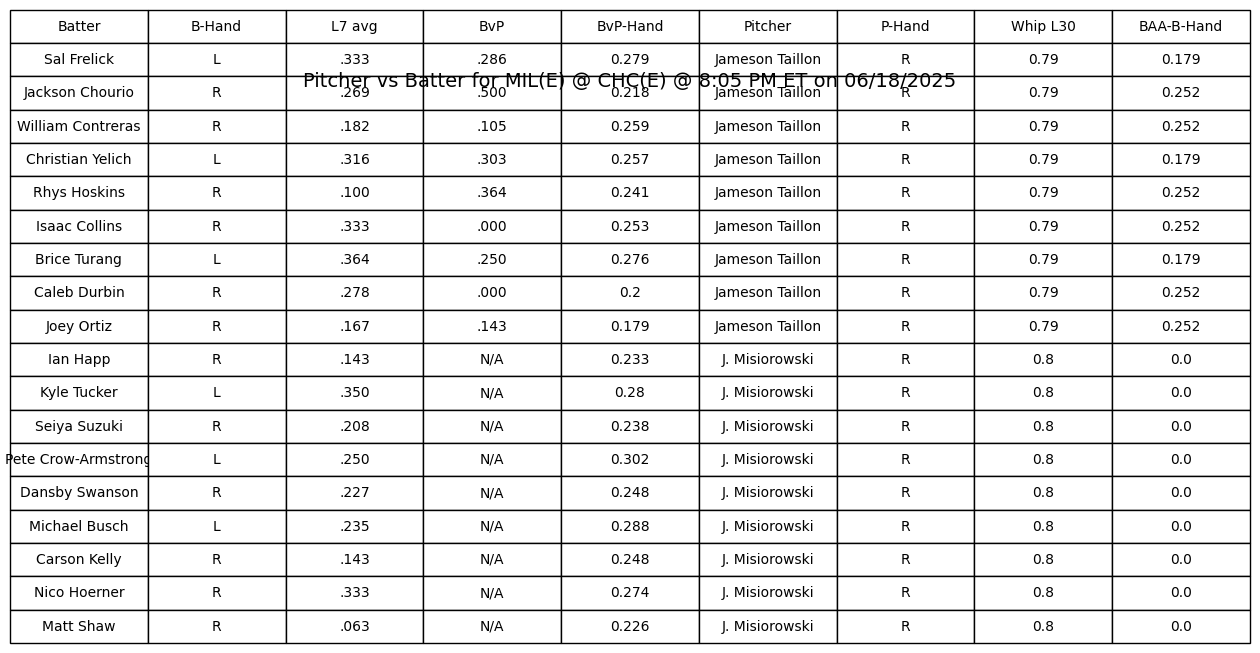 Batter B-Hand L7 avg BvP BvP-Hand Pitcher P-Hand Whip L30 BAA-B-Hand
Sal Frelick L .333 .286 0.279 Jameson Taillon R 0.79 0.179
Pitcher vs Batter for MIL(E) @ CHC(E) @ 8:05 PM ET on 06/18/2025
Jackson Chourio R .269 .500 0.218 Jameson Taillon R 0.79 0.252
William Contreras R .182 .105 0.259 Jameson Taillon R 0.79 0.252
Christian Yelich L .316 .303 0.257 Jameson Taillon R 0.79 0.179
Rhys Hoskins R .100 .364 0.241 Jameson Taillon R 0.79 0.252
Isaac Collins R .333 .000 0.253 Jameson Taillon R 0.79 0.252
Brice Turang L .364 .250 0.276 Jameson Taillon R 0.79 0.179
Caleb Durbin R .278 .000 0.2 Jameson Taillon R 0.79 0.252
Joey Ortiz R .167 .143 0.179 Jameson Taillon R 0.79 0.252
Ian Happ R .143 N/A 0.233 J. Misiorowski R 0.8 0.0
Kyle Tucker L .350 N/A 0.28 J. Misiorowski R 0.8 0.0
Seiya Suzuki R .208 N/A 0.238 J. Misiorowski R 0.8 0.0
Pete Crow-Armstrong L .250 N/A 0.302 J. Misiorowski R 0.8 0.0
Dansby Swanson R .227 N/A 0.248 J. Misiorowski R 0.8 0.0
Michael Busch L .235 N/A 0.288 J. Misiorowski R 0.8 0.0
Carson Kelly R .143 N/A 0.248 J. Misiorowski R 0.8 0.0
Nico Hoerner R .333 N/A 0.274 J. Misiorowski R 0.8 0.0
Matt Shaw R .063 N/A 0.226 J. Misiorowski R 0.8 0.0